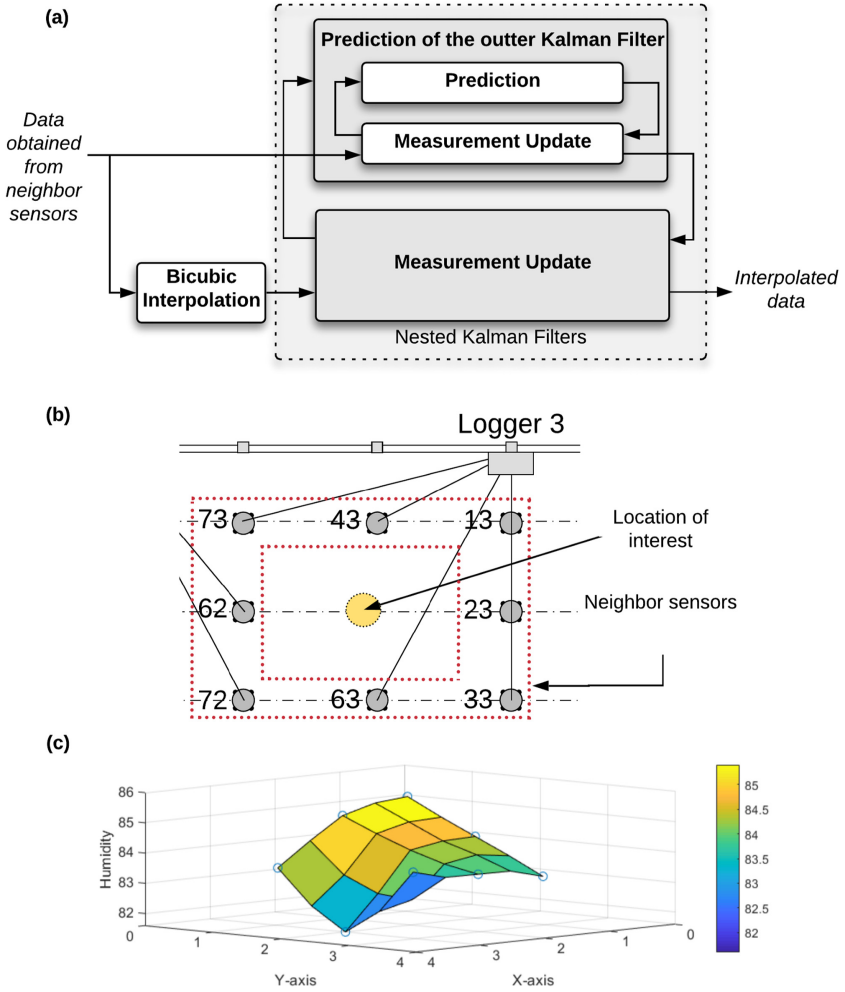 (a)
Prediction of the outter Kalman Filter
Prediction
Measurement Update
Data
obtained
from
neighbor
sensors
Measurement Update
Bicubic
Interpolation
Interpolated
data
Nested Kalman Filters
(b)
Logger 3
73
43
13
Location of
interest
62
23
Neighbor sensors
72
63
33
(c)
86
85
84
83
82
Humidity
0
1
2
3
4
Y-axis
4
3
2
1
0
X-axis
85
84.5
84
83.5
83
82.5
82